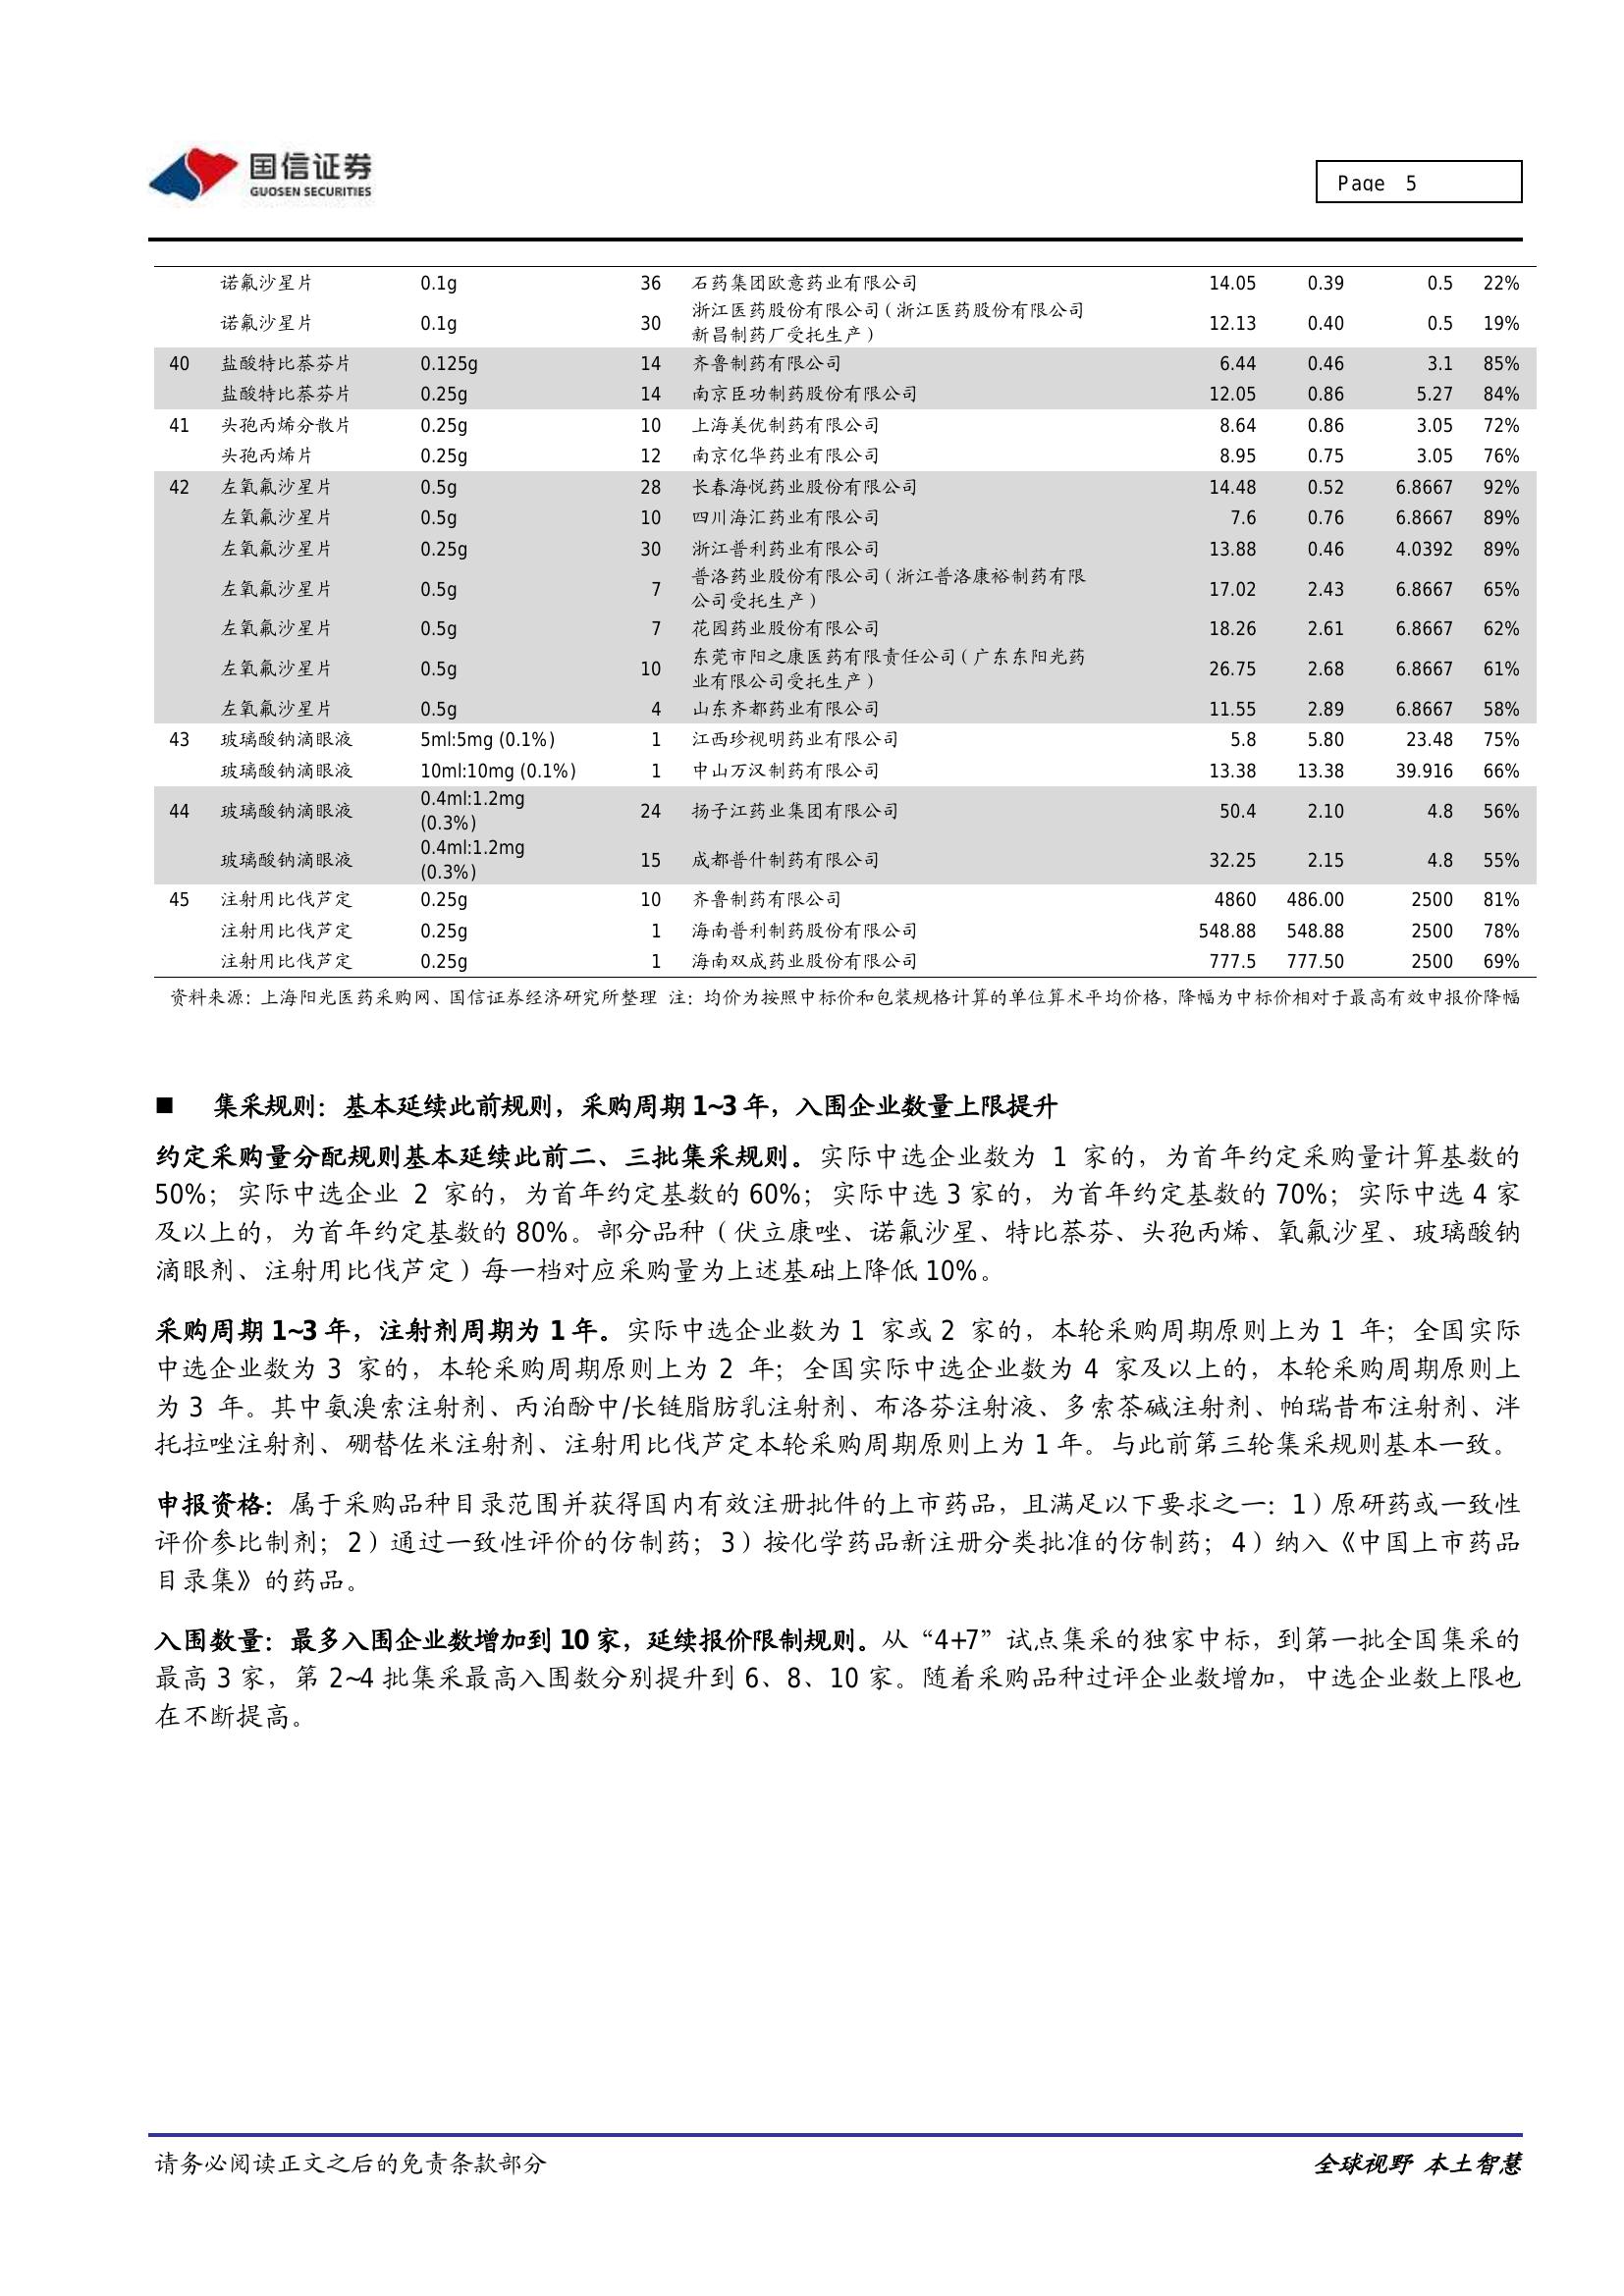 国信证券
GUOSEN SECURITIES
Page 5
诺氟沙星片 0.1g 36 石药集团欧意药业有限公司 14.05 0.39 0.5 22%
诺氟沙星片 0.1g 30 浙江医药股份有限公司（浙江医药股份有限公司 12.13 0.40 0.5 19%
新昌制药厂受托生产）
40 盐酸特比萘芬片 0.125g 14 齐鲁制药有限公司 6.44 0.46 3.1 85%
盐酸特比萘芬片 0.25g 14 南京臣功制药股份有限公司 12.05 0.86 5.27 84%
41 头孢丙烯分散片 0.25g 10 上海美优制药有限公司 8.64 0.86 3.05 72%
头孢丙烯片 0.25g 12 南京亿华药业有限公司 8.95 0.75 3.05 76%
42 左氧氟沙星片 0.5g 28 长春海悦药业股份有限公司 14.48 0.52 6.8667 92%
左氧氟沙星片 0.5g 10 四川海汇药业有限公司 7.6 0.76 6.8667 89%
左氧氟沙星片 0.25g 30 浙江普利药业有限公司 13.88 0.46 4.0392 89%
左氧氟沙星片 0.5g 7 普洛药业股份有限公司（浙江普洛康裕制药有限 17.02 2.43 6.8667 65%
公司受托生产）
左氧氟沙星片 0.5g 7 花园药业股份有限公司 18.26 2.61 6.8667 62%
左氧氟沙星片 0.5g 10 东莞市阳之康医药有限责任公司（广东东阳光药 26.75 2.68 6.8667 61%
业有限公司受托生产）
左氧氟沙星片 0.5g 4 山东齐都药业有限公司 11.55 2.89 6.8667 58%
43 玻璃酸钠滴眼液 5ml:5mg (0.1%) 1 江西珍视明药业有限公司 5.8 5.80 23.48 75%
玻璃酸钠滴眼液 10ml:10mg (0.1%) 1 中山万汉制药有限公司 13.38 13.38 39.916 66%
44 玻璃酸钠滴眼液 0.4ml:1.2mg 24 扬子江药业集团有限公司 50.4 2.10 4.8 56%
(0.3%)
玻璃酸钠滴眼液 0.4ml:1.2mg 15 成都普什制药有限公司 32.25 2.15 4.8 55%
(0.3%)
45 注射用比伐芦定 0.25g 10 齐鲁制药有限公司 4860 486.00 2500 81%
注射用比伐芦定 0.25g 1 海南普利制药股份有限公司 548.88 548.88 2500 78%
注射用比伐芦定 0.25g 1 海南双成药业股份有限公司 777.5 777.50 2500 69%
资料来源：上海阳光医药采购网、国信证券经济研究所整理 注：均价为按照中标价和包装规格计算的单位算术平均价格，降幅为中标价相对于最高有效申报价降幅
■ 集采规则：基本延续此前规则，采购周期 1~3 年，入围企业数量上限提升
约定采购量分配规则基本延续此前二、三批集采规则。实际中选企业数为 1 家的，为首年约定采购量计算基数的
50%；实际中选企业 2 家的，为首年约定基数的 60%；实际中选 3 家的，为首年约定基数的 70%；实际中选 4 家
及以上的，为首年约定基数的 80%。部分品种（伏立康唑、诺氟沙星、特比萘芬、头孢丙烯、氧氟沙星、玻璃酸钠
滴眼剂、注射用比伐芦定）每一档对应采购量为上述基础上降低 10%。
采购周期 1~3 年，注射剂周期为 1 年。实际中选企业数为 1 家或 2 家的，本轮采购周期原则上为 1 年；全国实际
中选企业数为 3 家的，本轮采购周期原则上为 2 年；全国实际中选企业数为 4 家及以上的，本轮采购周期原则上
为 3 年。其中氨溴索注射剂、丙泊酚中/长链脂肪乳注射剂、布洛芬注射液、多索茶碱注射剂、帕瑞昔布注射剂、泮
托拉唑注射剂、硼替佐米注射剂、注射用比伐芦定本轮采购周期原则上为 1 年。与此前第三轮集采规则基本一致。
申报资格：属于采购品种目录范围并获得国内有效注册批件的上市药品，且满足以下要求之一：1）原研药或一致性
评价参比制剂；2）通过一致性评价的仿制药；3）按化学药品新注册分类批准的仿制药；4）纳入《中国上市药品
目录集》的药品。
入围数量：最多入围企业数增加到 10 家，延续报价限制规则。从“4+7”试点集采的独家中标，到第一批全国集采的
最高 3 家，第 2~4 批集采最高入围数分别提升到 6、8、10 家。随着采购品种过评企业数增加，中选企业数上限也
在不断提高。
请务必阅读正文之后的免责条款部分 全球视野 本土智慧